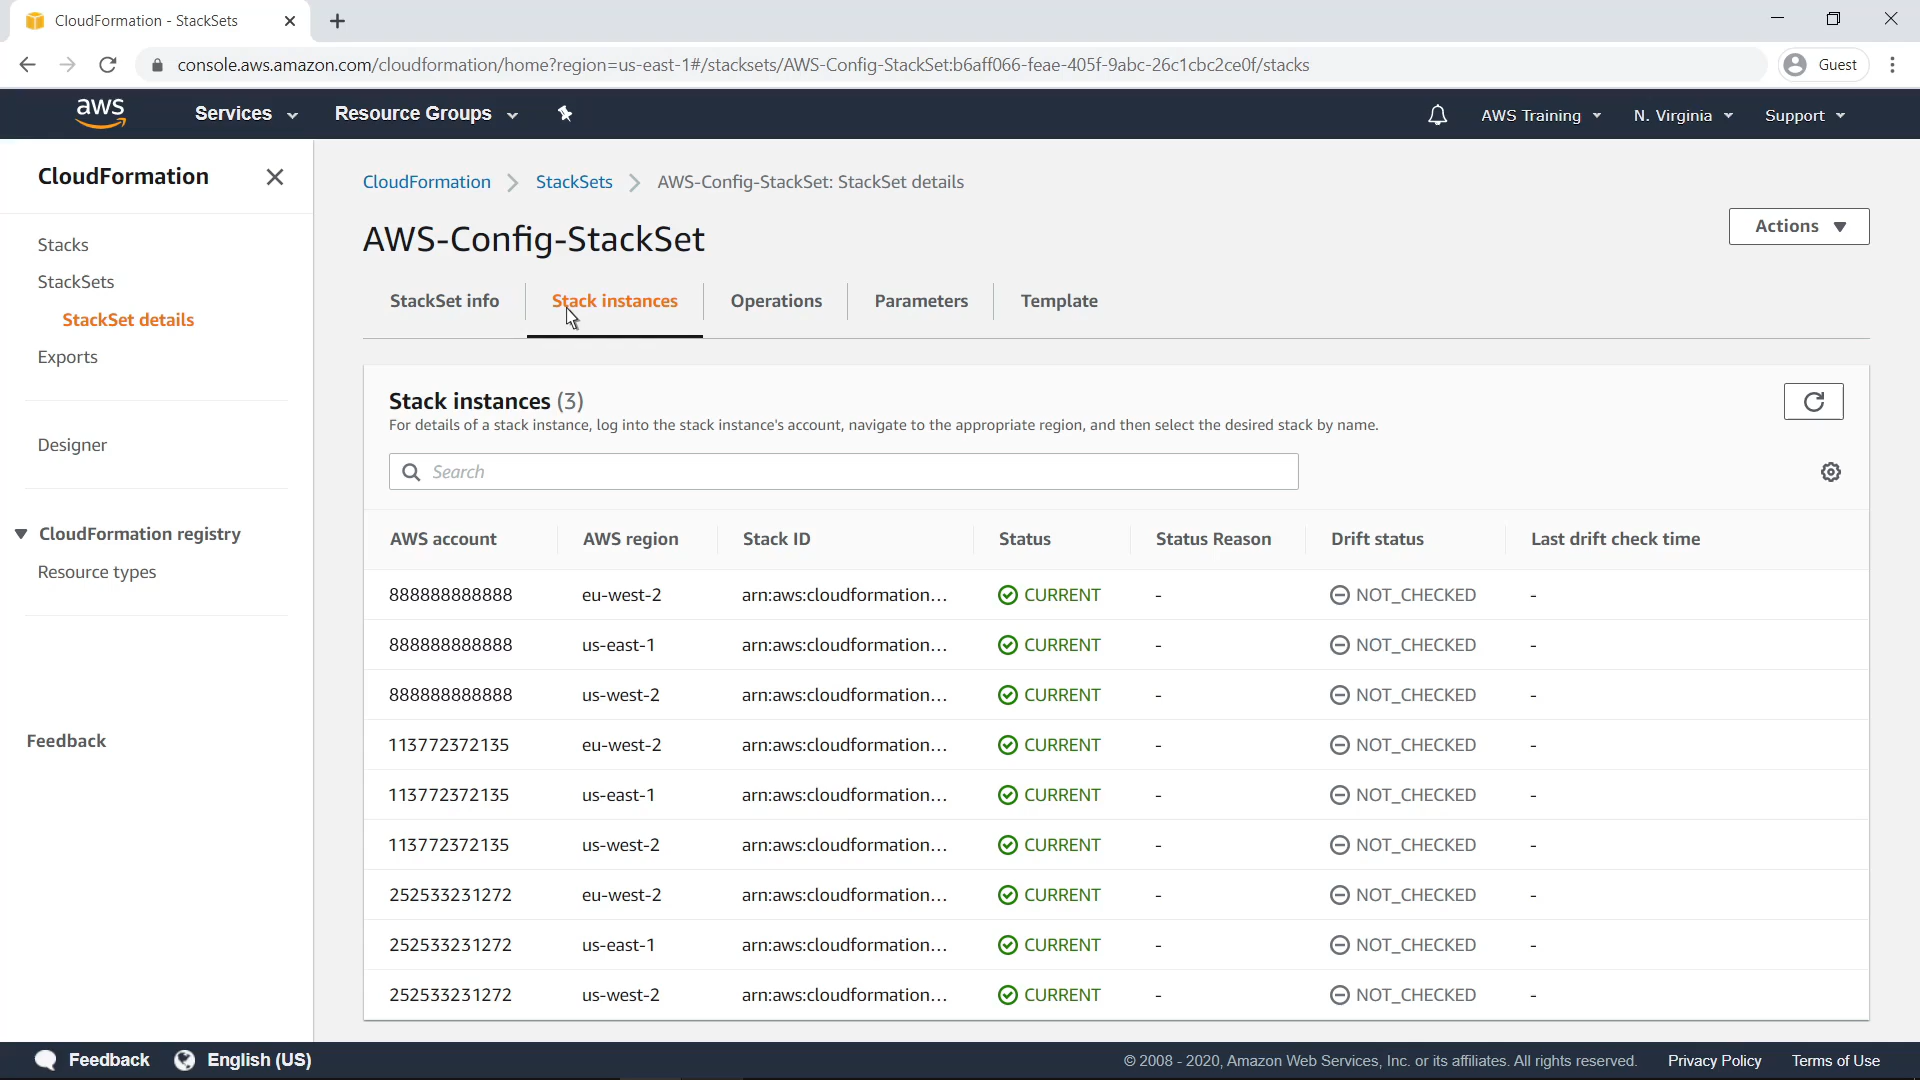 CloudFormation - StackSets
console.aws.amazon.com/cloudformation/home?region=us-east-1#/stacksets/AWS-Config-StackSet:b6aff066-feae-405f-9abc-26c1cbc2ce0f/stacks
Guest
aws Services Resource Groups AWS Training N. Virginia Support
CloudFormation
Stacks
StackSets
StackSet details
Exports
Designer
CloudFormation registry
Resource types
Feedback
CloudFormation StackSets AWS-Config-StackSet: StackSet details
AWS-Config-StackSet
Actions
StackSet info Stack instances Operations Parameters Template
Stack instances (3)
For details of a stack instance, log into the stack instance's account, navigate to the appropriate region, and then select the desired stack by name.
Search
AWS account AWS region Stack ID Status Status Reason Drift status Last drift check time
888888888888 eu-west-2 arn:aws:cloudformation... CURRENT - NOT_CHECKED -
888888888888 us-east-1 arn:aws:cloudformation... CURRENT - NOT_CHECKED -
888888888888 us-west-2 arn:aws:cloudformation... CURRENT - NOT_CHECKED -
113772372135 eu-west-2 arn:aws:cloudformation... CURRENT - NOT_CHECKED -
113772372135 us-east-1 arn:aws:cloudformation... CURRENT - NOT_CHECKED -
113772372135 us-west-2 arn:aws:cloudformation... CURRENT - NOT_CHECKED -
252533231272 eu-west-2 arn:aws:cloudformation... CURRENT - NOT_CHECKED -
252533231272 us-east-1 arn:aws:cloudformation... CURRENT - NOT_CHECKED -
252533231272 us-west-2 arn:aws:cloudformation... CURRENT - NOT_CHECKED -
Feedback English (US) © 2008 - 2020, Amazon Web Services, Inc. or its affiliates. All rights reserved. Privacy Policy Terms of Use